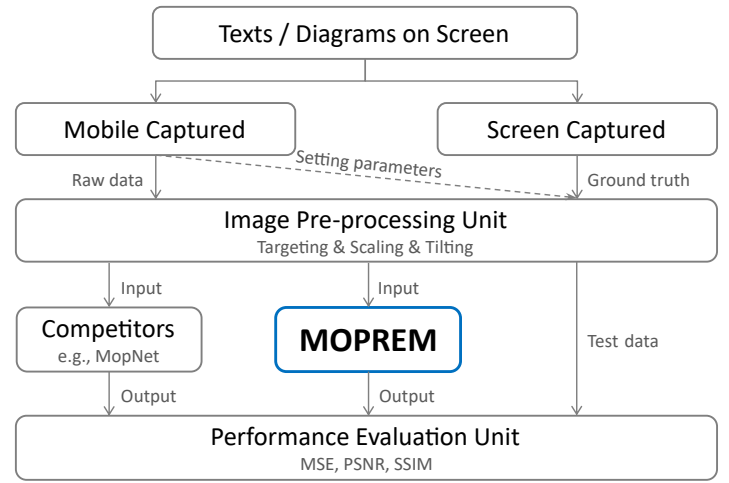 Texts / Diagrams on Screen
Mobile Captured
Screen Captured
Setting parameters
Raw data
Ground truth
Image Pre-processing Unit
Targeting & Scaling & Tilting
Input
Input
Competitors
e.g., MopNet
MOPREM
Test data
Output
Output
Performance Evaluation Unit
MSE, PSNR, SSIM